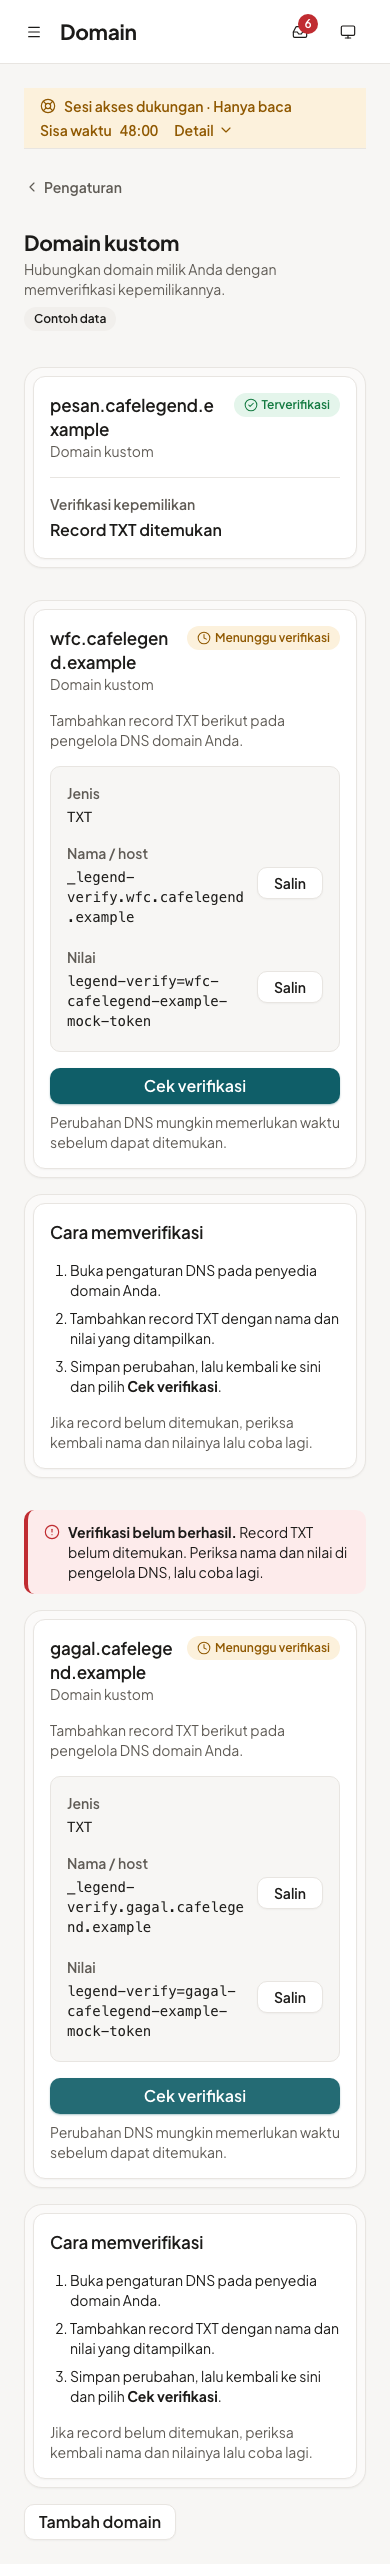 Domain
6
Sesi akses dukungan · Hanya baca
Sisa waktu 48:00 Detail
Pengaturan
Domain kustom
Hubungkan domain milik Anda dengan
memverifikasi kepemilikannya.
Contoh data
pesan.cafelegend.e
xample
Terverifikasi
Domain kustom
Verifikasi kepemilikan
Record TXT ditemukan
wfc.cafelegen
d.example
Menunggu verifikasi
Domain kustom
Tambahkan record TXT berikut pada
pengelola DNS domain Anda.
Jenis
TXT
Nama / host
_legend-
verify.wfc.cafelegend
.example
Salin
Nilai
legend-verify=wfc-
cafelegend-example-
mock-token
Salin
Cek verifikasi
Perubahan DNS mungkin memerlukan waktu
sebelum dapat ditemukan.
Cara memverifikasi
1. Buka pengaturan DNS pada penyedia
domain Anda.
2. Tambahkan record TXT dengan nama dan
nilai yang ditampilkan.
3. Simpan perubahan, lalu kembali ke sini
dan pilih Cek verifikasi.
Jika record belum ditemukan, periksa
kembali nama dan nilainya lalu coba lagi.
Verifikasi belum berhasil. Record TXT
belum ditemukan. Periksa nama dan nilai di
pengelola DNS, lalu coba lagi.
gagal.cafelege
nd.example
Menunggu verifikasi
Domain kustom
Tambahkan record TXT berikut pada
pengelola DNS domain Anda.
Jenis
TXT
Nama / host
_legend-
verify.gagal.cafelege
nd.example
Salin
Nilai
legend-verify=gagal-
cafelegend-example-
mock-token
Salin
Cek verifikasi
Perubahan DNS mungkin memerlukan waktu
sebelum dapat ditemukan.
Cara memverifikasi
1. Buka pengaturan DNS pada penyedia
domain Anda.
2. Tambahkan record TXT dengan nama dan
nilai yang ditampilkan.
3. Simpan perubahan, lalu kembali ke sini
dan pilih Cek verifikasi.
Jika record belum ditemukan, periksa
kembali nama dan nilainya lalu coba lagi.
Tambah domain